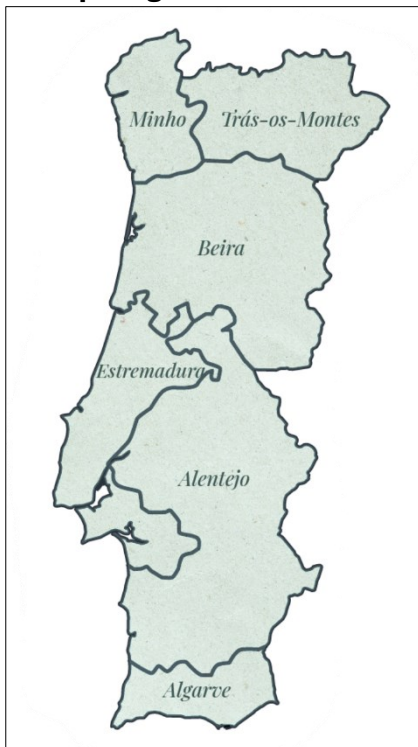 Minho
Trás-os-Montes
Beira
Estremadura
Alentejo
Algarve